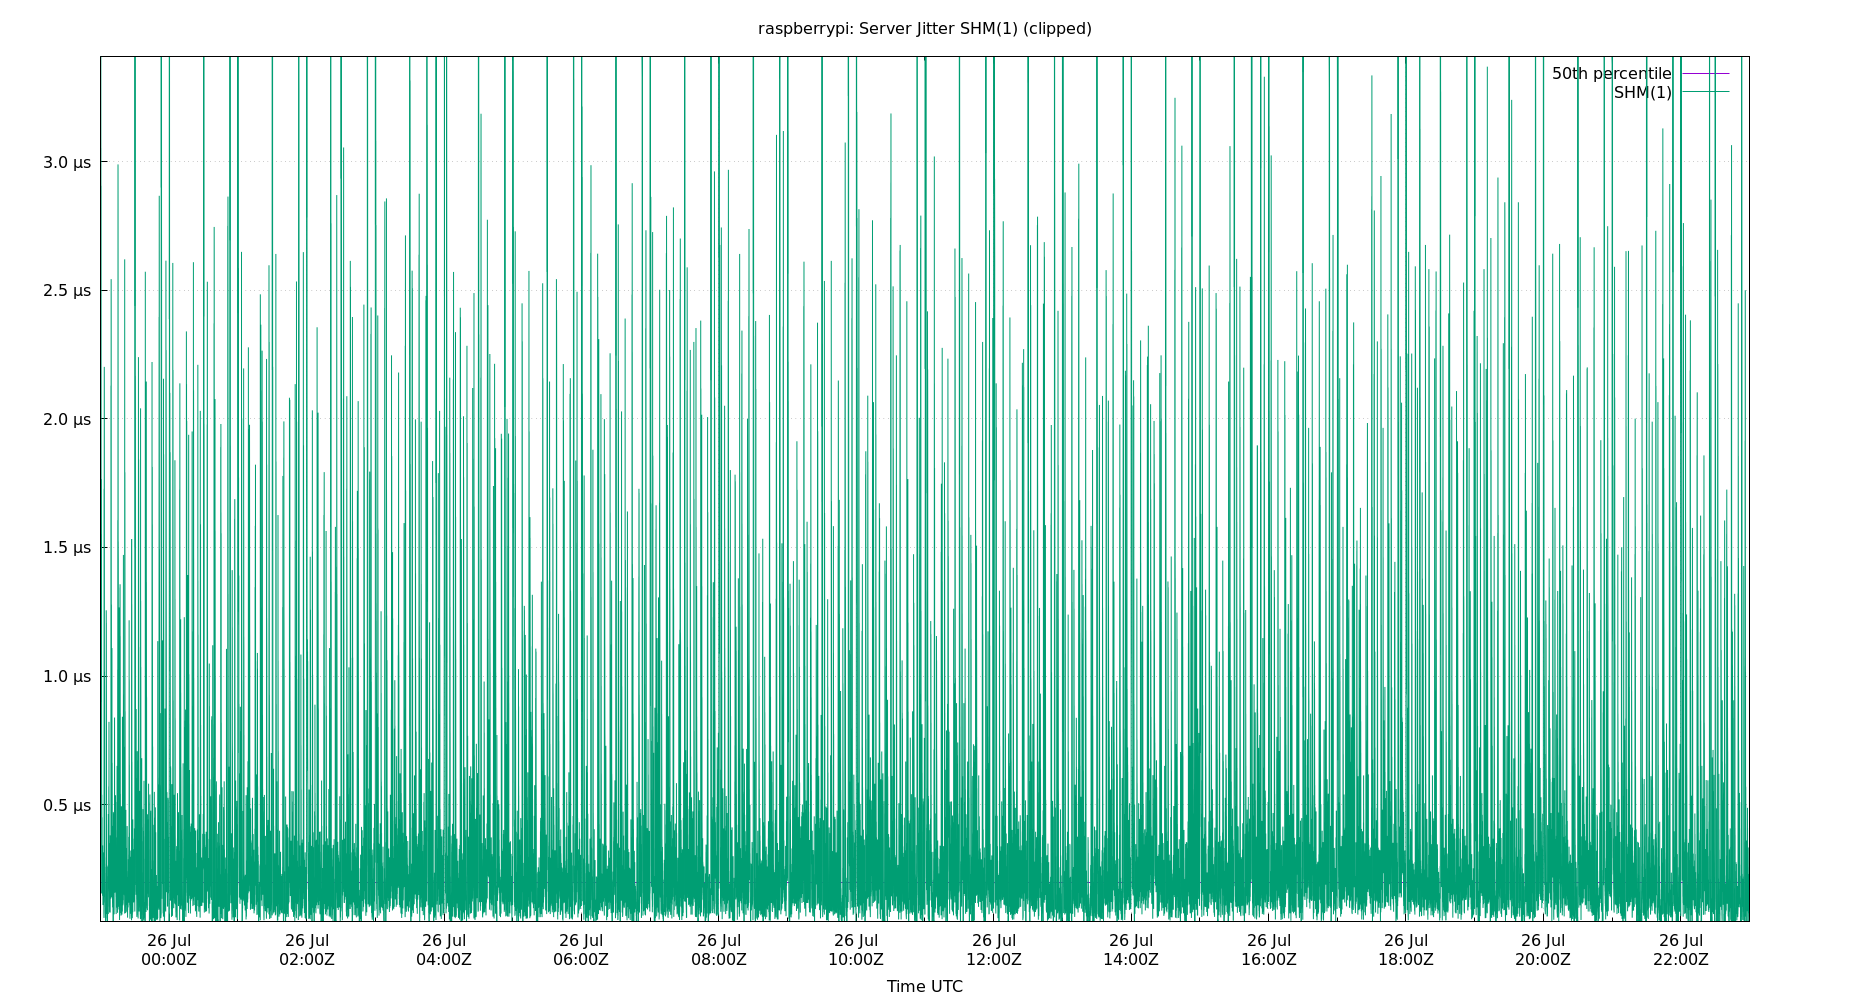 raspberrypi: Server Jitter SHM(1) (clipped)
50th percentile
SHM(1)
3.0 µs
2.5 µs
2.0 µs
1.5 µs
1.0 µs
0.5 µs
26 Jul 26 Jul 26 Jul 26 Jul 26 Jul 26 Jul 26 Jul 26 Jul 26 Jul 26 Jul 26 Jul 26 Jul
00:00Z 02:00Z 04:00Z 06:00Z 08:00Z 10:00Z 12:00Z 14:00Z 16:00Z 18:00Z 20:00Z 22:00Z
Time UTC